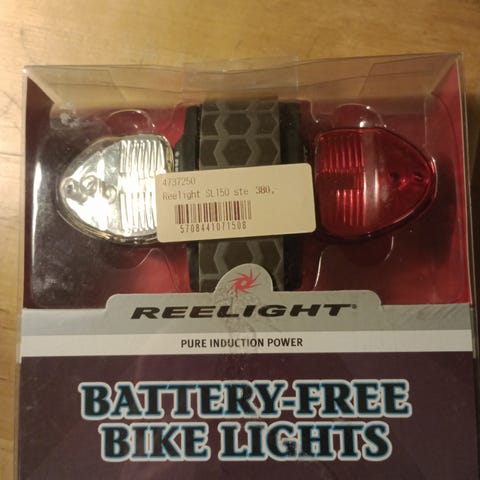 4737250
Reelight SL150 ste 380,
5708441071508
REELIGHT®
PURE INDUCTION POWER
BATTERY-FREE
BIKE LIGHTS